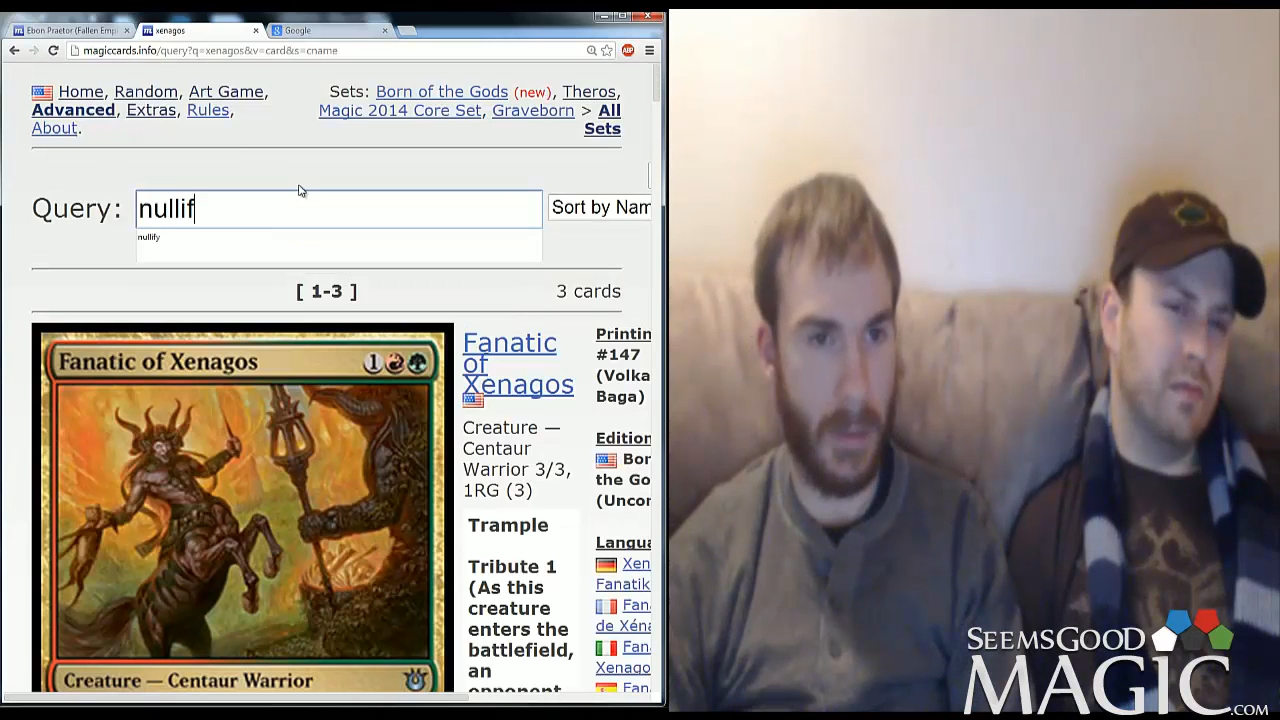 Ebon Praetor (Fallen Emp
xenagos
Google
magiccards.info/query?q=xenagos&v=card&s=cname
ABP
Home, Random, Art Game,
Advanced, Extras, Rules,
About.
Sets: Born of the Gods (new), Theros,
Magic 2014 Core Set, Graveborn > All
Sets
Query:
nullif
Sort by Nam
nullify
[ 1-3 ]
3 cards
Fanatic of Xenagos
1
Creature — Centaur Warrior
Fanatic
of
Xenagos
Creature —
Centaur
Warrior 3/3,
1RG (3)
Trample
Tribute 1
(As this
creature
enters the
battlefield,
an
opponent
Printin
#147
(Volka
Baga)
Edition
Bor
the Go
(Uncor
Langua
Xen
Fanatik
Fan
de Xéna
Fan
Xenago
Fan
SEEMSGOOD
MAGIC.COM